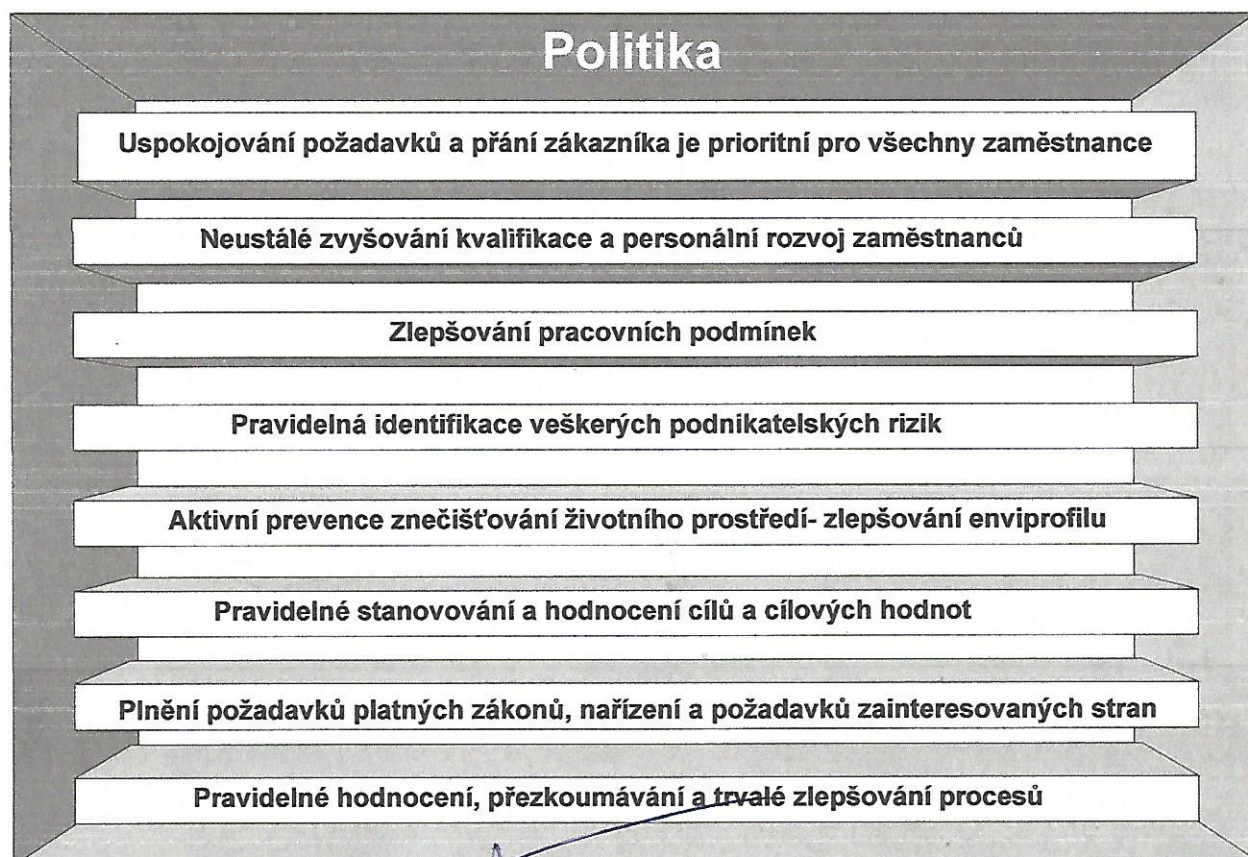 Politika
Uspokojování požadavků a přání zákazníka je prioritní pro všechny zaměstnance
Neustálé zvyšování kvalifikace a personální rozvoj zaměstnanců
Zlepšování pracovních podmínek
Pravidelná identifikace veškerých podnikatelských rizik
Aktivní prevence znečišťování životního prostředí- zlepšování enviprofilu
Pravidelné stanovování a hodnocení cílů a cílových hodnot
Plnění požadavků platných zákonů, nařízení a požadavků zainteresovaných stran
Pravidelné hodnocení, přezkoumávání a trvalé zlepšování procesů